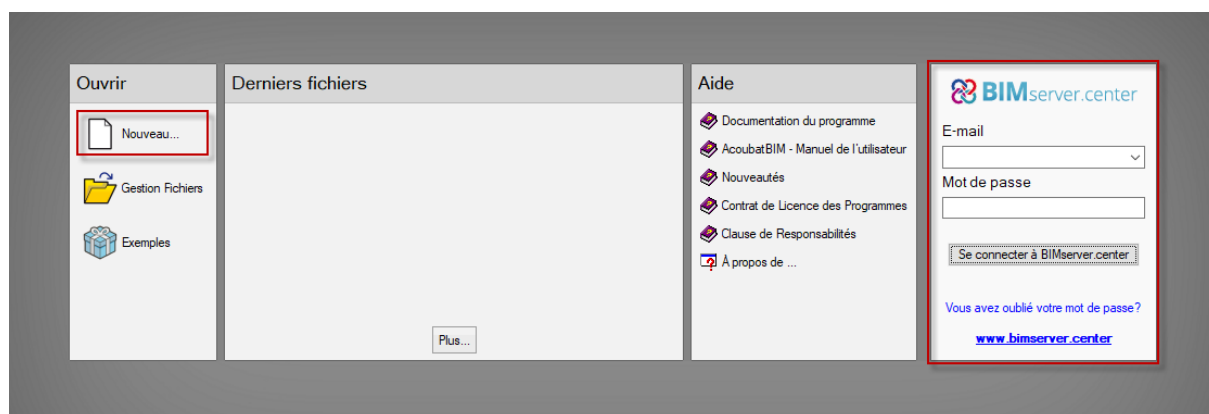 Ouvrir
Nouveau...
Gestion Fichiers
Exemples
Derniers fichiers
Plus...
Aide
Documentation du programme
AcoubatBIM - Manuel de l'utilisateur
Nouveautés
Contrat de Licence des Programmes
Clause de Responsabilités
À propos de ...
BIMserver.center
E-mail
Mot de passe
Se connecter à BIMserver.center
Vous avez oublié votre mot de passe?
www.bimserver.center